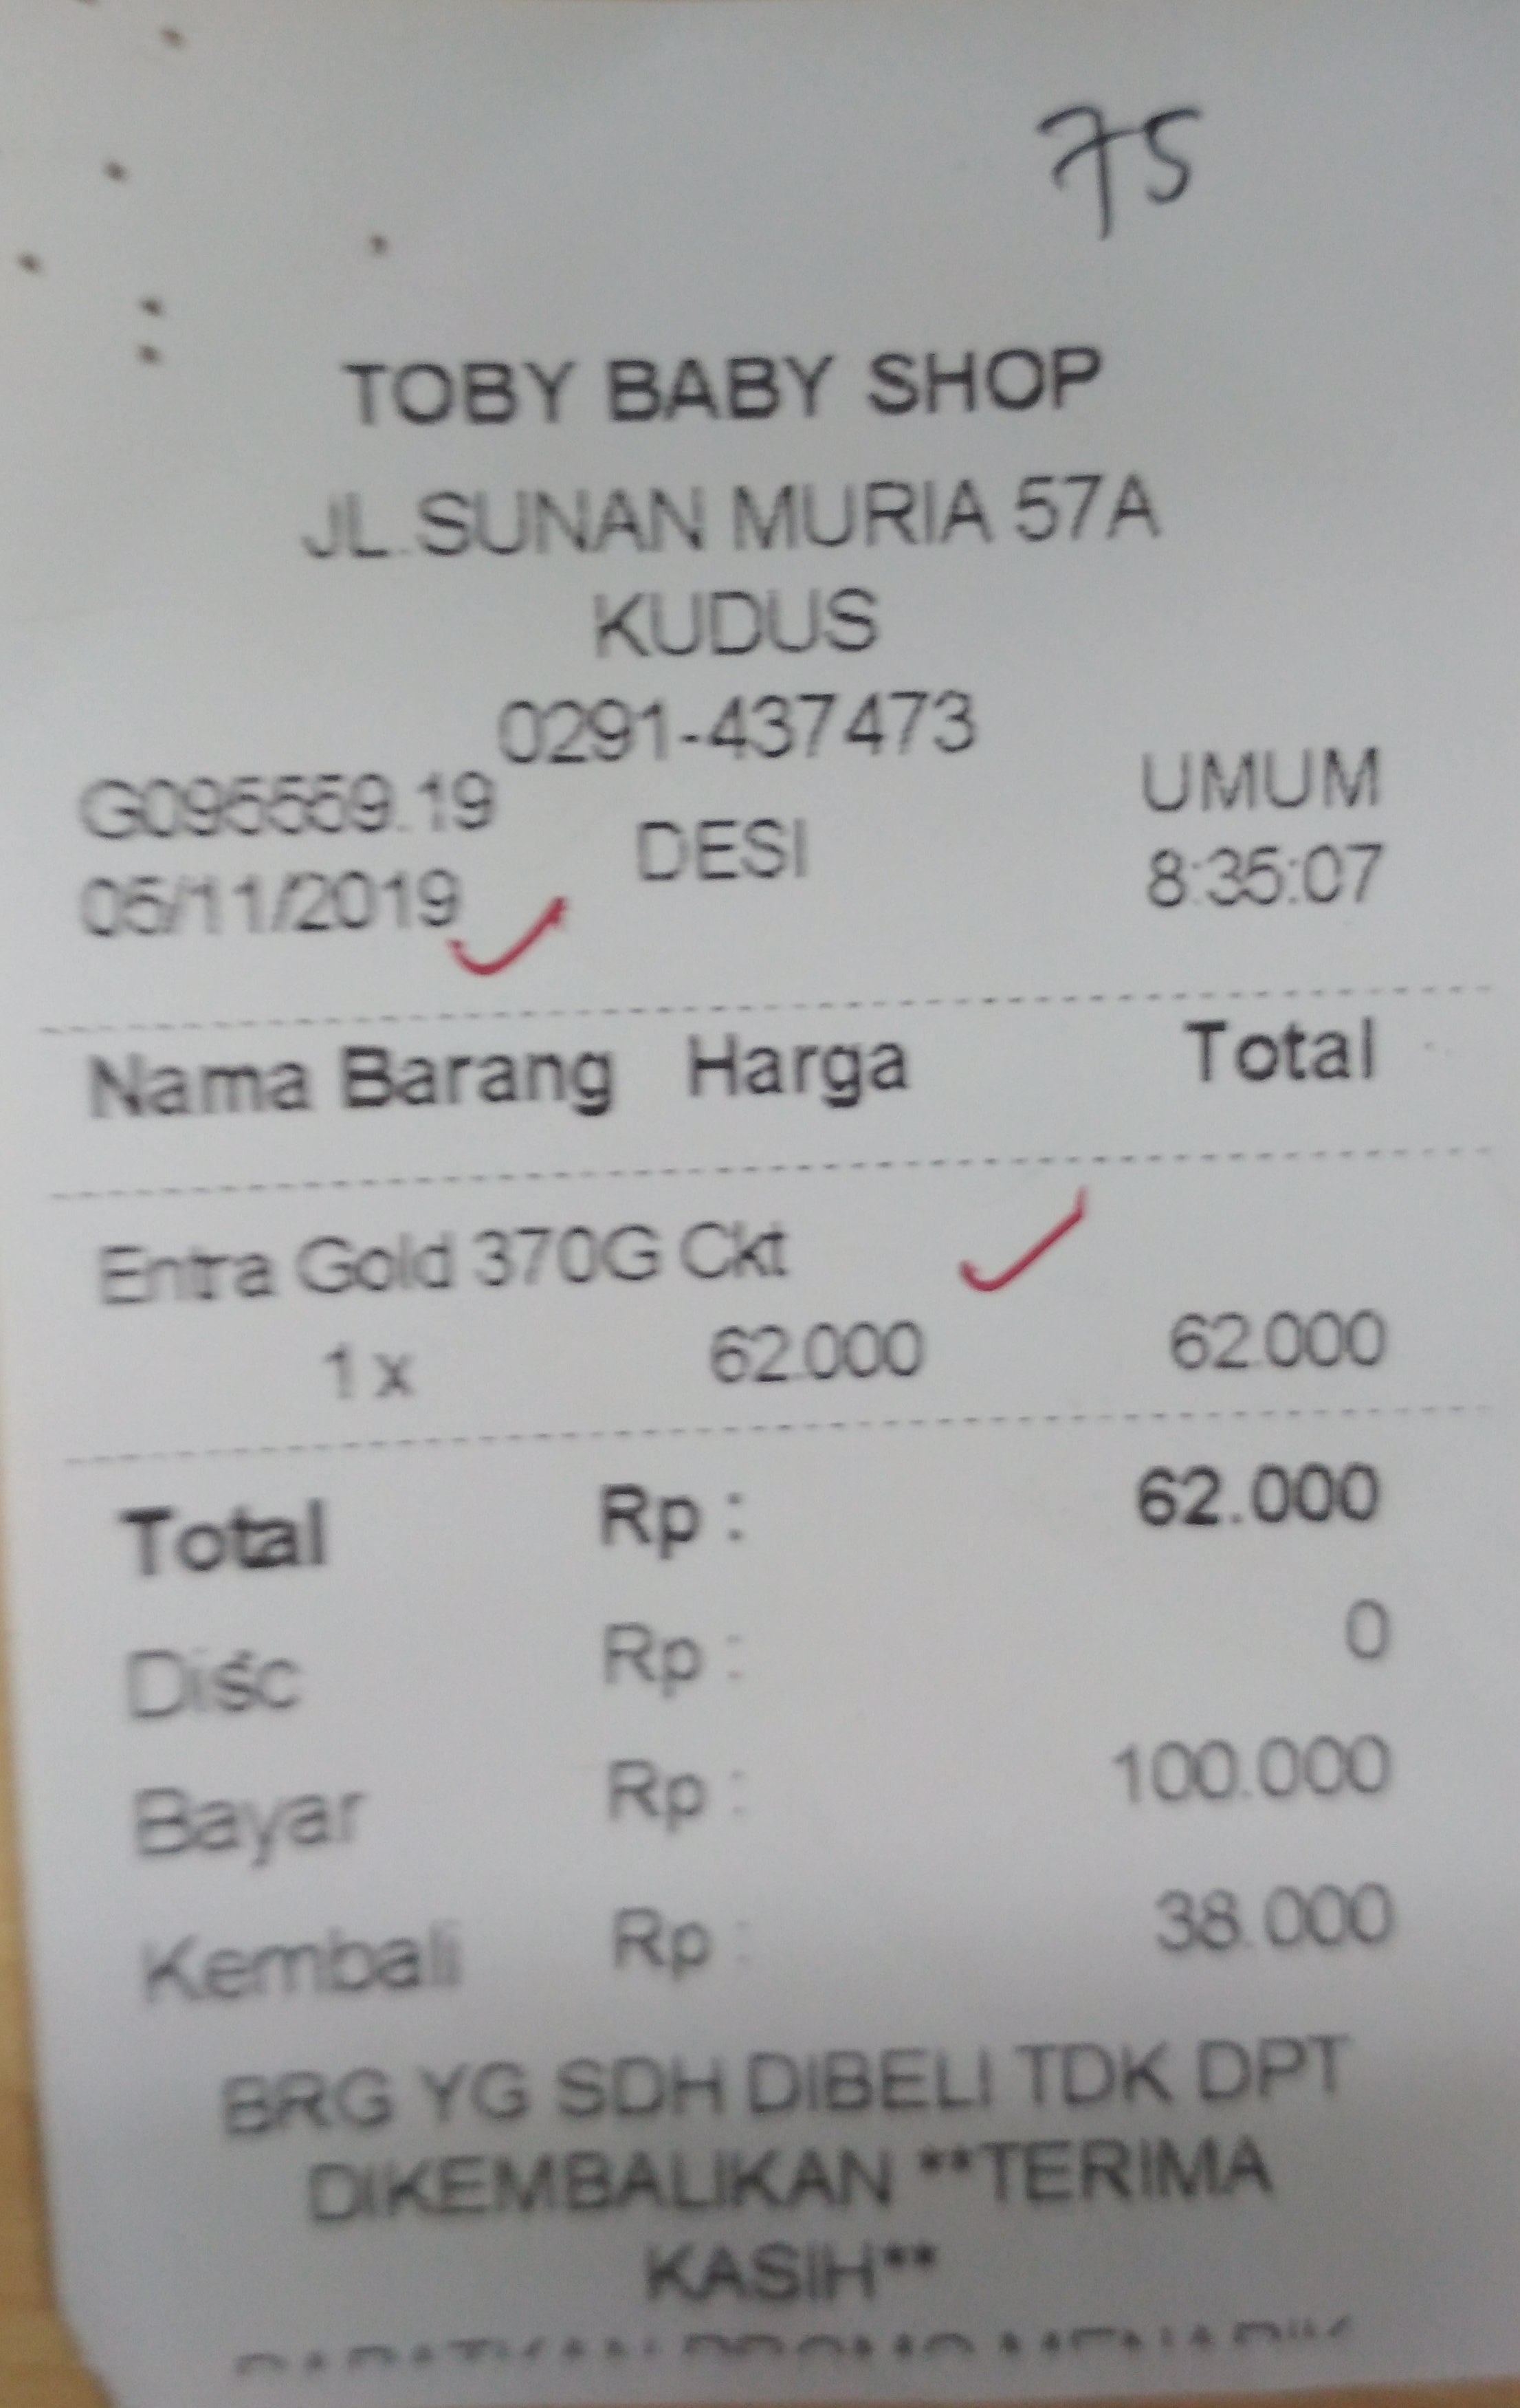 75
TOBY BABY SHOP
JL.SUNAN MURIA 57A
KUDUS
0291-437473
G095559.19 DESI UMUM
05/11/2019 8:35:07
Nama Barang Harga Total
Entra Gold 370G Ckt
1 x 62.000 62.000
Total Rp : 62.000
Disc Rp : 0
Bayar Rp : 100.000
Kembali Rp : 38.000
BRG YG SDH DIBELI TDK DPT
DIKEMBALIKAN **TERIMA
KASIH**